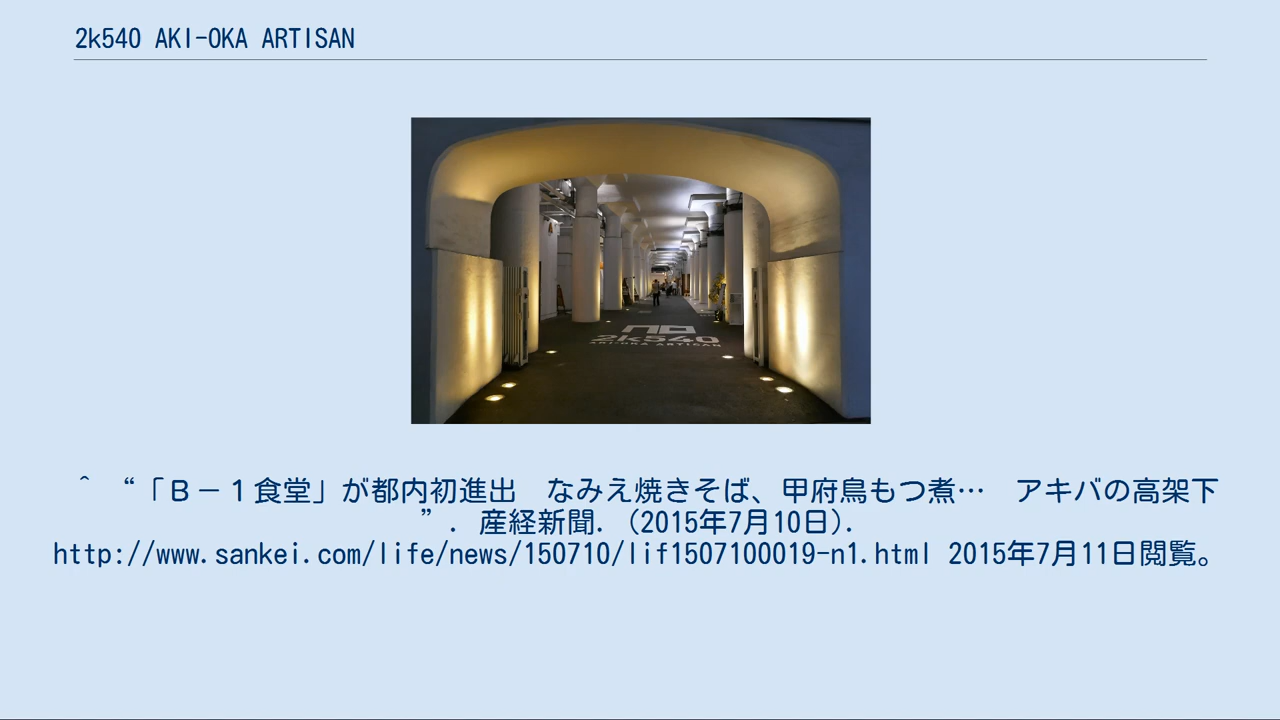 2k540 AKI-OKA ARTISAN
2k540
AKI-OKA ARTISAN
^ “「Ｂ－１食堂」が都内初進出　なみえ焼きそば、甲府鳥もつ煮…　アキバの高架下
”. 産経新聞. (2015年7月10日).
http://www.sankei.com/life/news/150710/lif1507100019-n1.html 2015年7月11日閲覧。